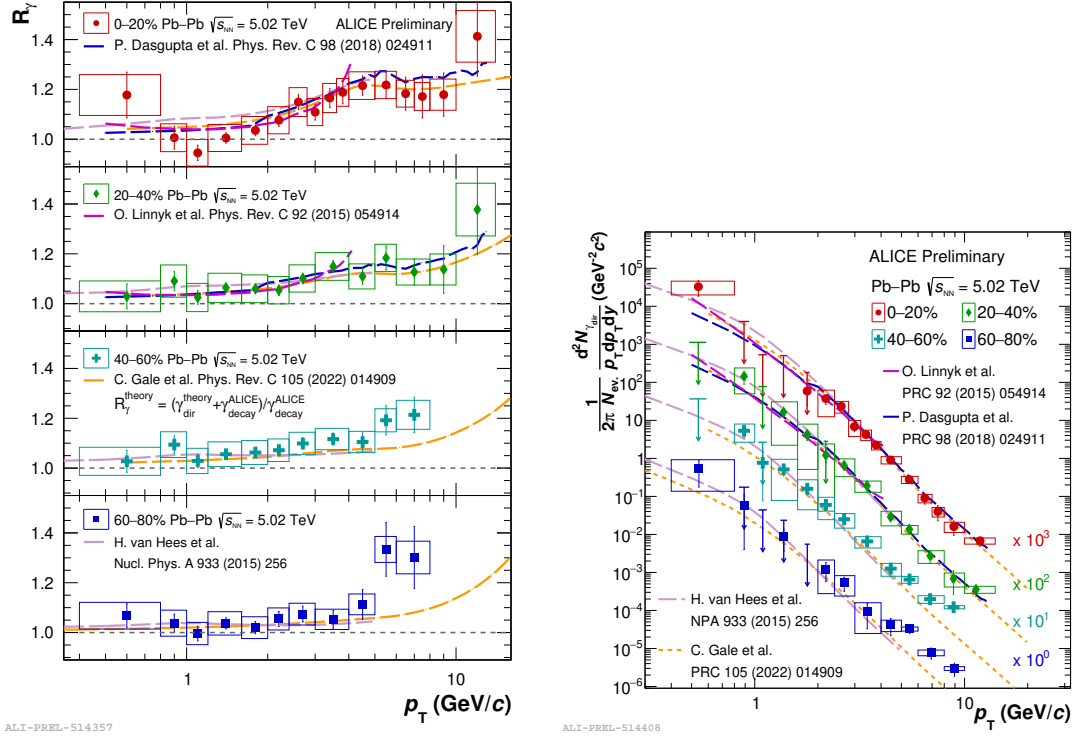 R_γ
1.4
1.2
1.0
0–20% Pb–Pb √s_NN = 5.02 TeV
ALICE Preliminary
P. Dasgupta et al. Phys. Rev. C 98 (2018) 024911
1.4
1.2
1.0
20–40% Pb–Pb √s_NN = 5.02 TeV
O. Linnyk et al. Phys. Rev. C 92 (2015) 054914
1.4
1.2
1.0
40–60% Pb–Pb √s_NN = 5.02 TeV
C. Gale et al. Phys. Rev. C 105 (2022) 014909
R_γ^theory = (γ_dir^theory+γ_decay^ALICE)/γ_decay^ALICE
1.4
1.2
1.0
60–80% Pb–Pb √s_NN = 5.02 TeV
H. van Hees et al.
Nucl. Phys. A 933 (2015) 256
1
10
p_T (GeV/c)
ALI-PREL-514357
1/(2π N_ev.) d²N_γ_dir/(p_T dp_T dy) (GeV⁻²c²)
10⁵
10⁴
10³
10²
10
1
10⁻¹
10⁻²
10⁻³
10⁻⁴
10⁻⁵
10⁻⁶
ALICE Preliminary
Pb–Pb √s_NN = 5.02 TeV
0–20% 20–40%
40–60% 60–80%
O. Linnyk et al.
PRC 92 (2015) 054914
P. Dasgupta et al.
PRC 98 (2018) 024911
x 10³
x 10²
x 10¹
x 10⁰
H. van Hees et al.
NPA 933 (2015) 256
C. Gale et al.
PRC 105 (2022) 014909
1
10
p_T (GeV/c)
ALI-PREL-514408